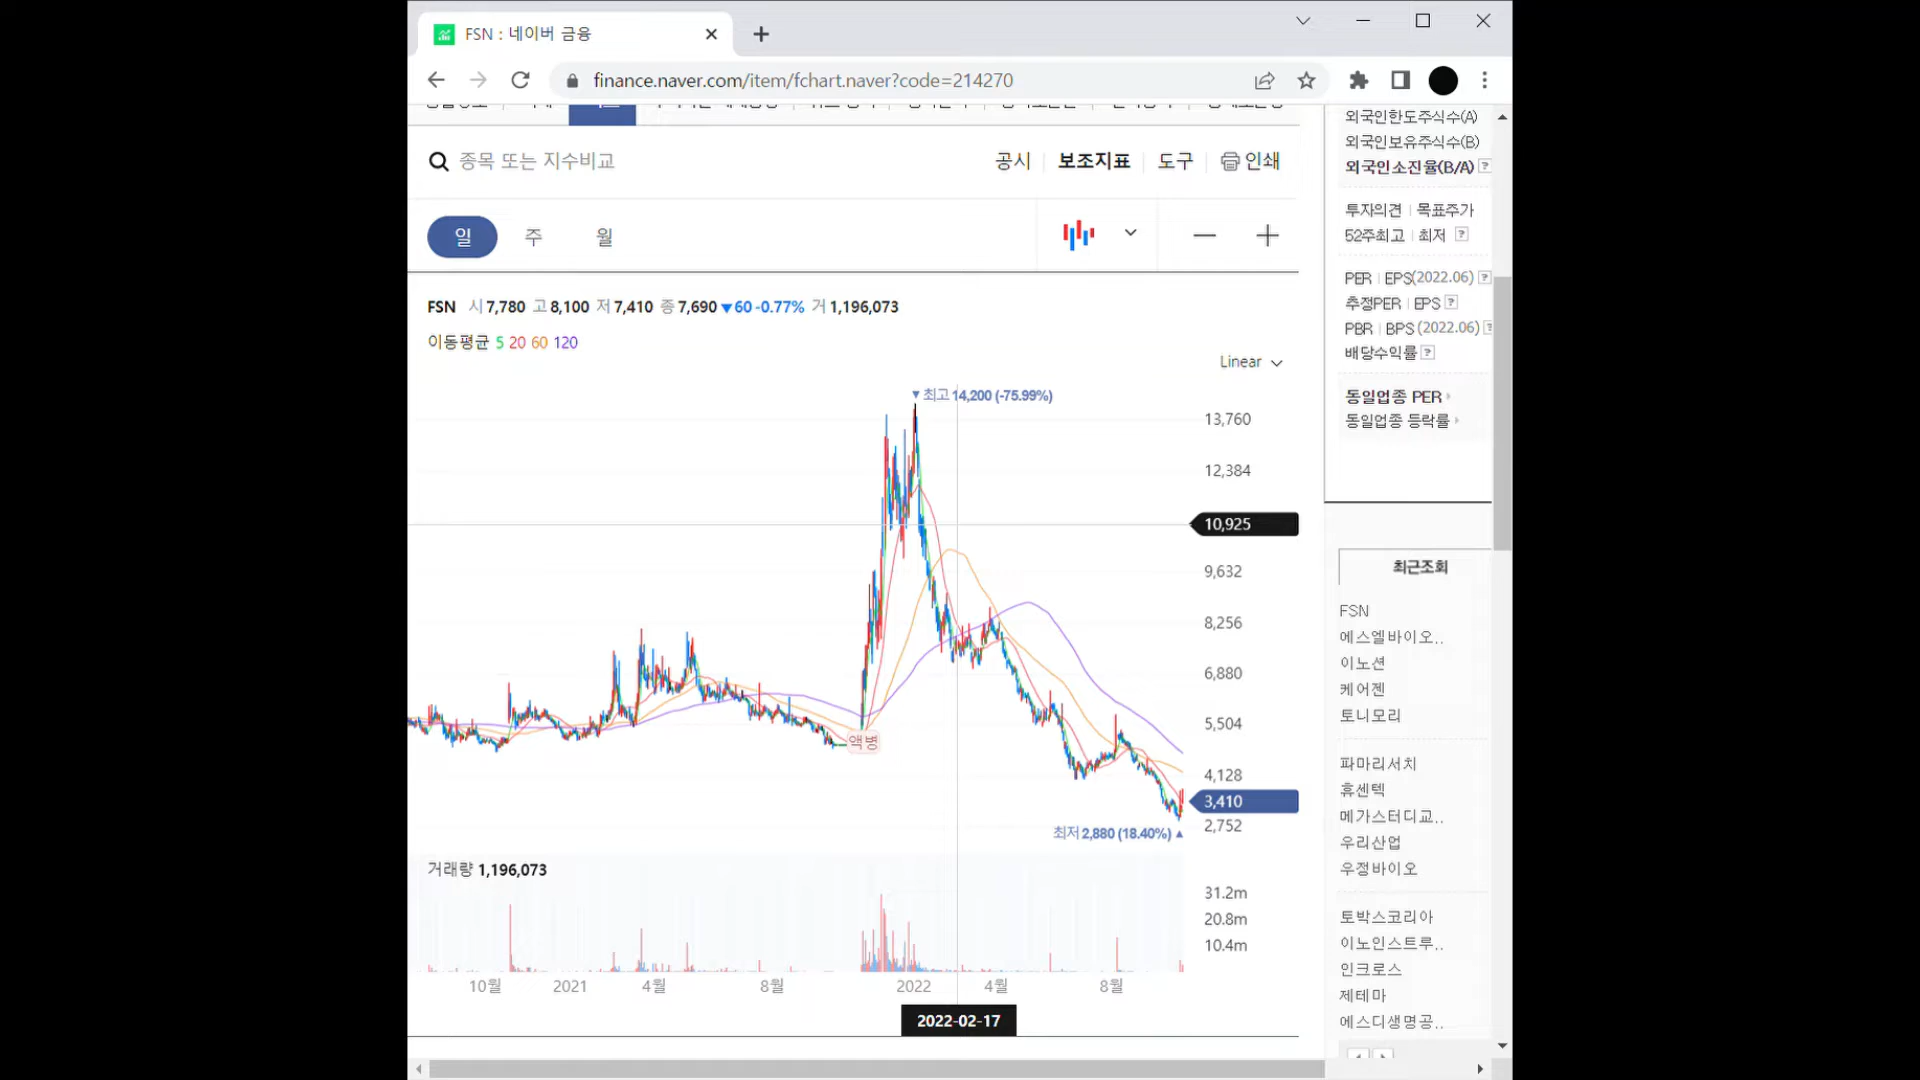 FSN : 네이버 금융
finance.naver.com/item/fchart.naver?code=214270
종목 또는 지수비교
공시 보조지표 도구 인쇄
일 주 월
FSN 시7,780 고8,100 저7,410 종7,690 ▼60 -0.77% 거1,196,073
이동평균 5 20 60 120
Linear
▼최고 14,200 (-75.99%)
13,760
12,384
10,925
9,632
8,256
6,880
5,504
액병
4,128
3,410
2,752
최저 2,880 (18.40%) ▲
거래량 1,196,073
31.2m
20.8m
10.4m
10월 2021 4월 8월 2022 4월 8월
2022-02-17
외국인한도주식수(A)
외국인보유주식수(B)
외국인소진율(B/A) ?
투자의견 | 목표주가
52주최고 | 최저 ?
PER | EPS(2022.06) ?
추정PER | EPS ?
PBR | BPS (2022.06) ?
배당수익률 ?
동일업종 PER
동일업종 등락률
최근조회
FSN
에스엘바이오..
이노션
케어젠
토니모리
파마리서치
휴센텍
메가스터디교..
우리산업
우정바이오
토박스코리아
이노인스트루..
인크로스
제테마
에스디생명공..